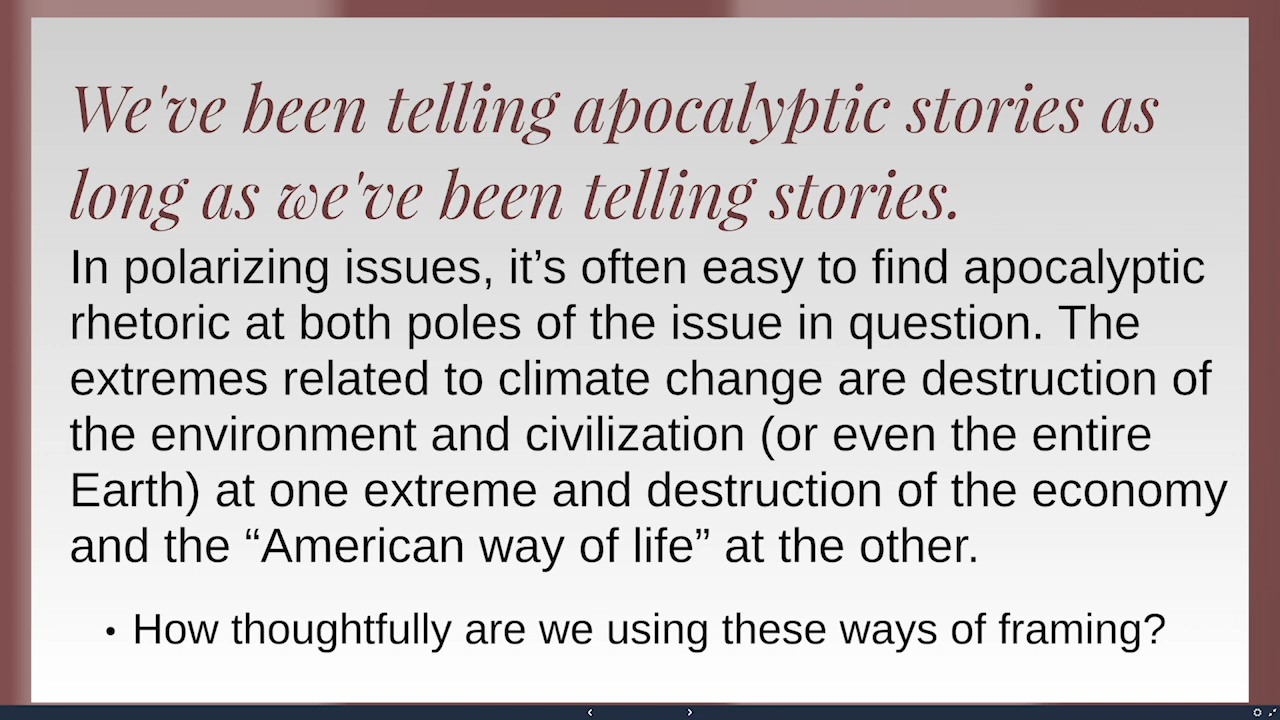 We've been telling apocalyptic stories as
long as we've been telling stories.
In polarizing issues, it’s often easy to find apocalyptic
rhetoric at both poles of the issue in question. The
extremes related to climate change are destruction of
the environment and civilization (or even the entire
Earth) at one extreme and destruction of the economy
and the “American way of life” at the other.
• How thoughtfully are we using these ways of framing?